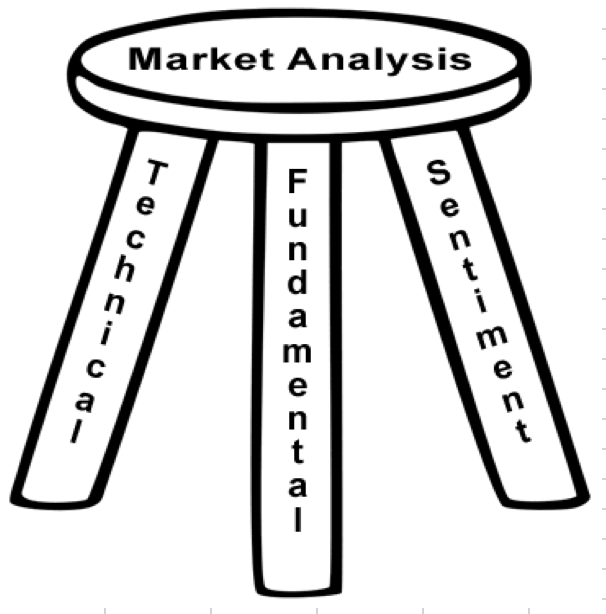 Market Analysis
Technical
Fundamental
Sentiment